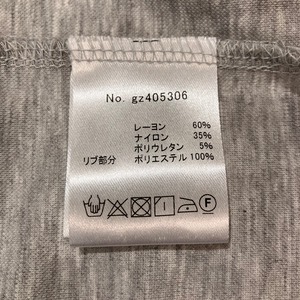 No. gz405306
レーヨン 60%
ナイロン 35%
ポリウレタン 5%
リブ部分 ポリエステル 100%
F